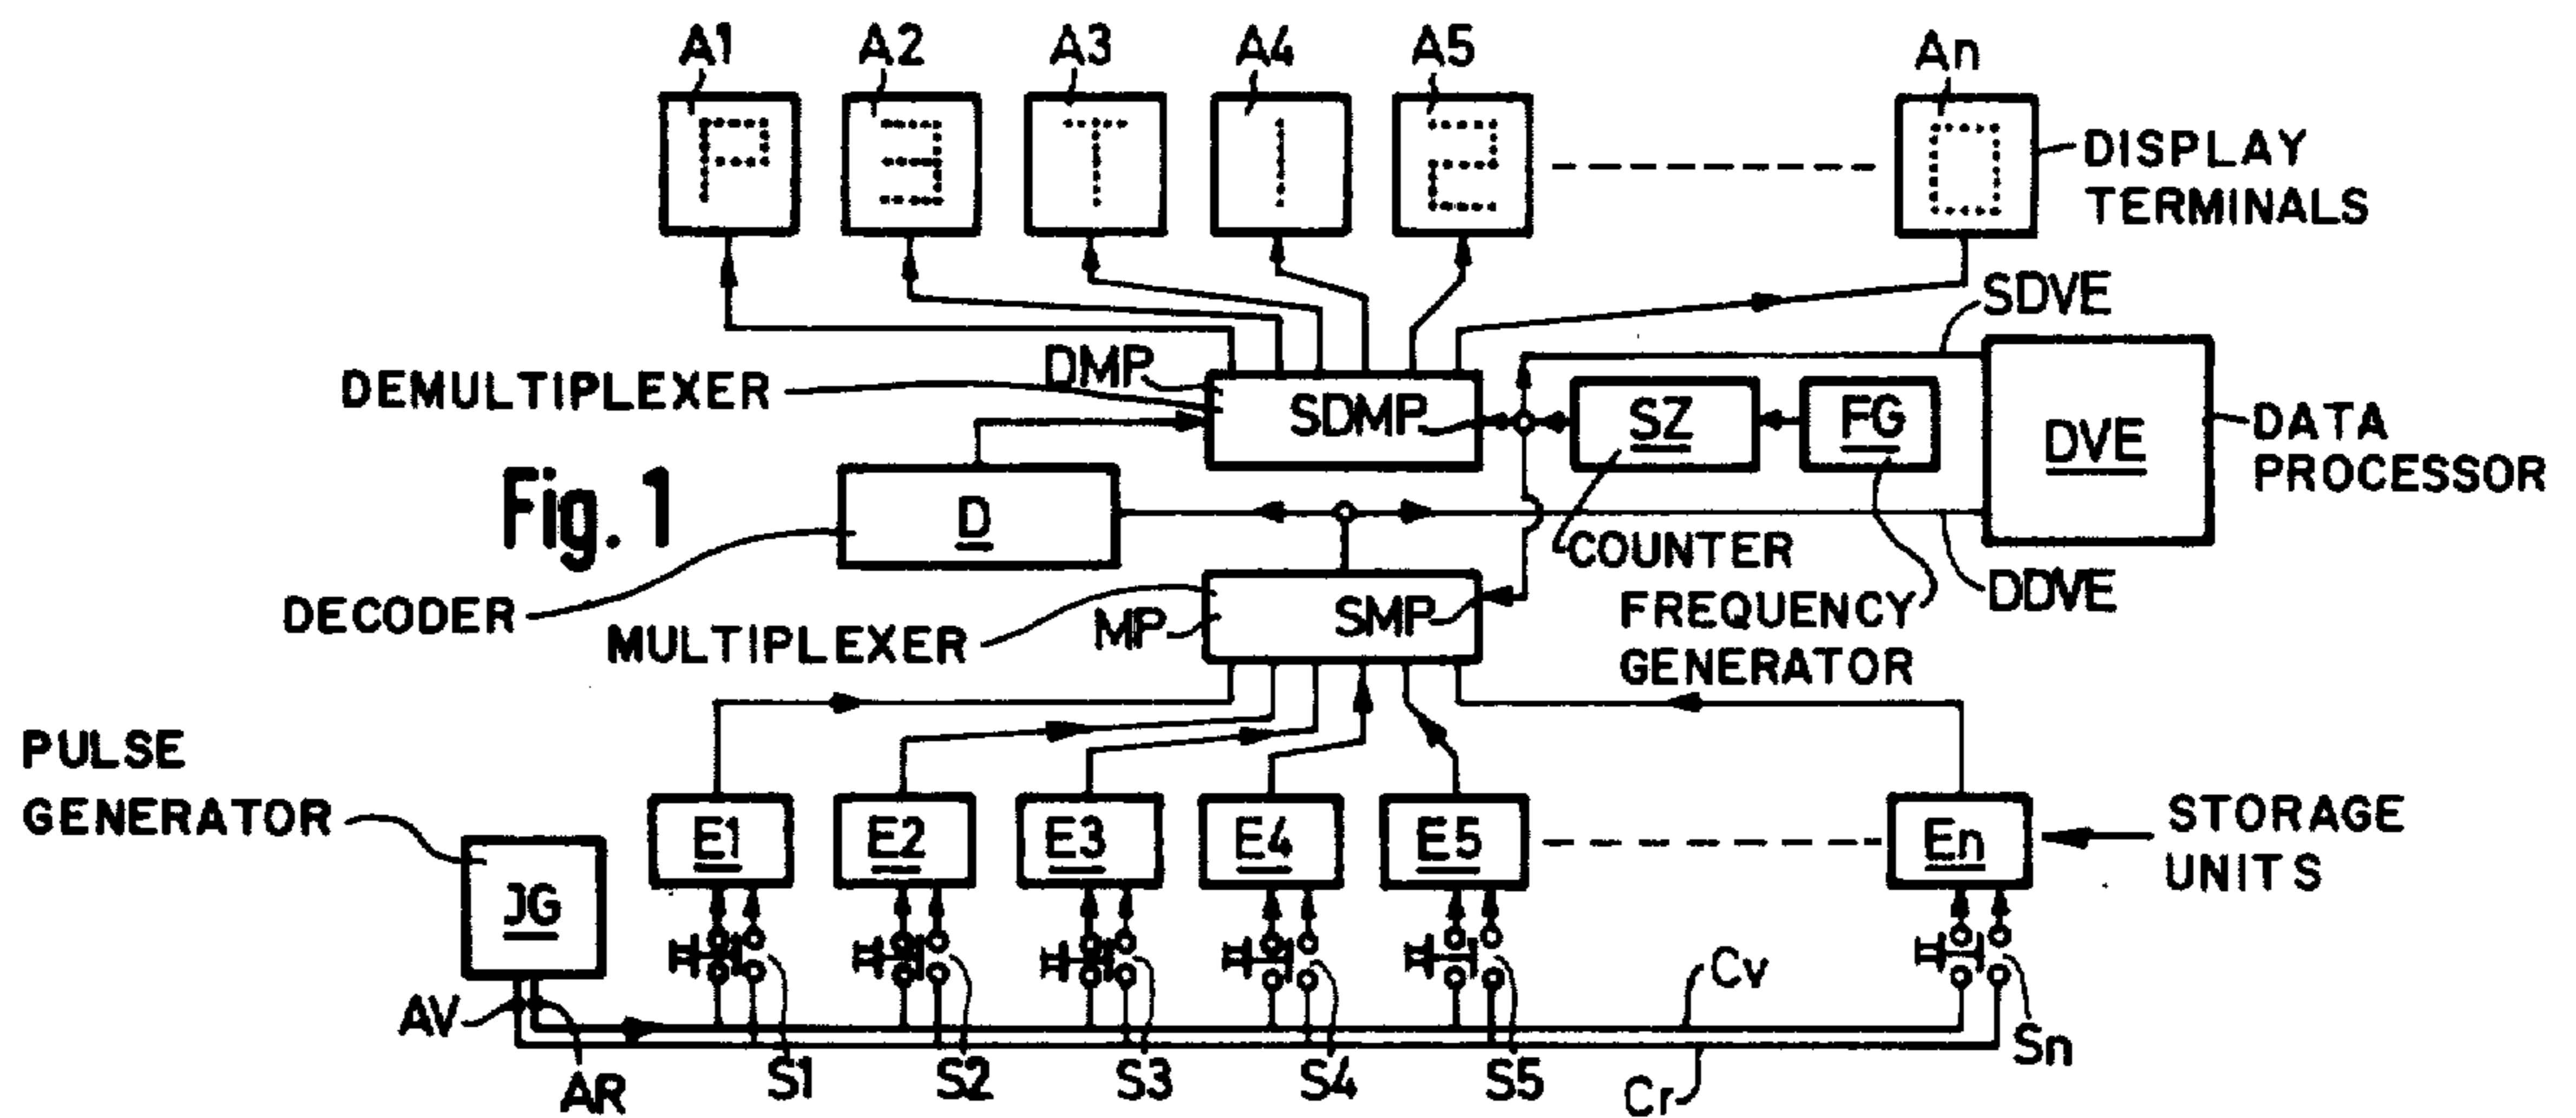 A1 A2 A3 A4 A5 An
P 3 T 1 2 0
DISPLAY
TERMINALS
SDVE
DMP
DEMULTIPLEXER
SDMP SZ FG DVE
DATA
PROCESSOR
Fig. 1
D
COUNTER
DECODER
FREQUENCY
GENERATOR
DDVE
MULTIPLEXER
MP SMP
PULSE
GENERATOR
E1 E2 E3 E4 E5 En
STORAGE
UNITS
JG
AV
AR
Cv
Cr
S1 S2 S3 S4 S5 Sn